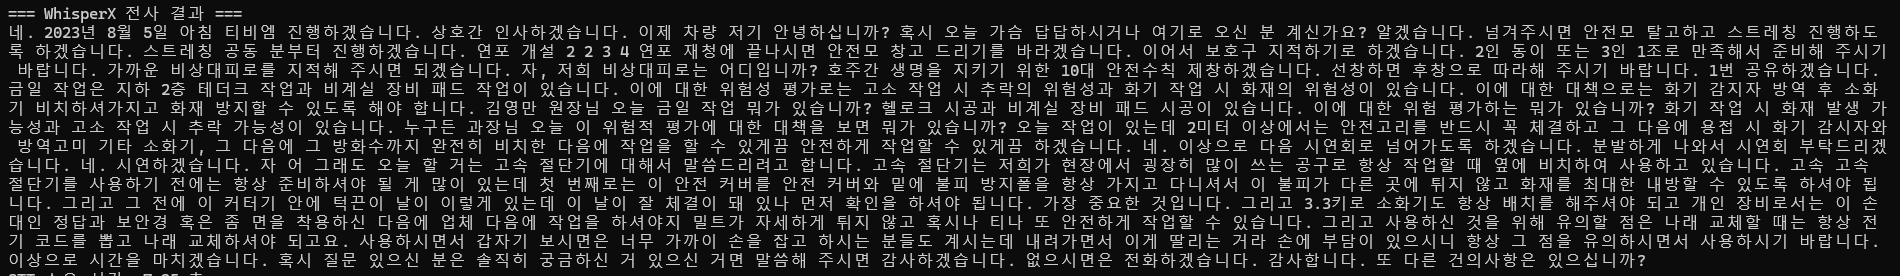 === WhisperX 전사 결과 ===
네. 2023년 8월 5일 아침 티비엠 진행하겠습니다. 상호간 인사하겠습니다. 이제 차량 저기 안녕하십니까? 혹시 오늘 가슴 답답하시거나 여기로 오신 분 계신가요? 알겠습니다. 넘겨주시면 안전모 탈고하고 스트레칭 진행하도
록 하겠습니다. 스트레칭 공동 분부터 진행하겠습니다. 연포 개설 2 2 3 4 연포 재청에 끝나시면 안전모 창고 드리기를 바라겠습니다. 이어서 보호구 지적하기로 하겠습니다. 2인 동이 또는 3인 1조로 만족해서 준비해 주시기
바랍니다. 가까운 비상대피로를 지적해 주시면 되겠습니다. 자, 저희 비상대피로는 어디입니까? 호주간 생명을 지키기 위한 10대 안전수칙 제창하겠습니다. 선창하면 후창으로 따라해 주시기 바랍니다. 1번 공유하겠습니다.
금일 작업은 지하 2층 테더크 작업과 비계실 장비 패드 작업이 있습니다. 이에 대한 위험성 평가로는 고소 작업 시 추락의 위험성과 화기 작업 시 화재의 위험성이 있습니다. 이에 대한 대책으로는 화기 감지자 방역 후 소화
기 비치하셔가지고 화재 방지할 수 있도록 해야 합니다. 김영만 원장님 오늘 금일 작업 뭐가 있습니까? 헬로크 시공과 비계실 장비 패드 시공이 있습니다. 이에 대한 위험 평가하는 뭐가 있습니까? 화기 작업 시 화재 발생 가
능성과 고소 작업 시 추락 가능성이 있습니다. 누구든 과장님 오늘 이 위험적 평가에 대한 대책을 보면 뭐가 있습니까? 오늘 작업이 있는데 2미터 이상에서는 안전고리를 반드시 꼭 체결하고 그 다음에 용접 시 화기 감시자와
방역고미 기타 소화기, 그 다음에 그 방화수까지 완전히 비치한 다음에 작업을 할 수 있게끔 안전하게 작업할 수 있게끔 하겠습니다. 네. 이상으로 다음 시연회로 넘어가도록 하겠습니다. 분발하게 나와서 시연회 부탁드리겠
습니다. 네. 시연하겠습니다. 자 어 그래도 오늘 할 거는 고속 절단기에 대해서 말씀드리려고 합니다. 고속 절단기는 저희가 현장에서 굉장히 많이 쓰는 공구로 항상 작업할 때 옆에 비치하여 사용하고 있습니다. 고속 고속
절단기를 사용하기 전에는 항상 준비하셔야 될 게 많이 있는데 첫 번째로는 이 안전 커버를 안전 커버와 밑에 불피 방지폴을 항상 가지고 다니셔서 이 불피가 다른 곳에 튀지 않고 화재를 최대한 내방할 수 있도록 하셔야 됩
니다. 그리고 그 전에 이 커터기 안에 턱끈이 날이 이렇게 있는데 이 날이 잘 체결이 돼 있나 먼저 확인을 하셔야 됩니다. 가장 중요한 것입니다. 그리고 3.3키로 소화기도 항상 배치를 해주셔야 되고 개인 장비로서는 이 손
대인 정답과 보안경 혹은 좀 면을 착용하신 다음에 업체 다음에 작업을 하셔야지 밀트가 자세하게 튀지 않고 혹시나 티나 또 안전하게 작업할 수 있습니다. 그리고 사용하신 것을 위해 유의할 점은 나래 교체할 때는 항상 전
기 코드를 뽑고 나래 교체하셔야 되고요. 사용하시면서 갑자기 보시면은 너무 가까이 손을 잡고 하시는 분들도 계시는데 내려가면서 이게 딸리는 거라 손에 부담이 있으시니 항상 그 점을 유의하시면서 사용하시기 바랍니다.
이상으로 시간을 마치겠습니다. 혹시 질문 있으신 분은 솔직히 궁금하신 거 있으신 거면 말씀해 주시면 감사하겠습니다. 없으시면은 전화하겠습니다. 감사합니다. 또 다른 건의사항은 있으십니까?